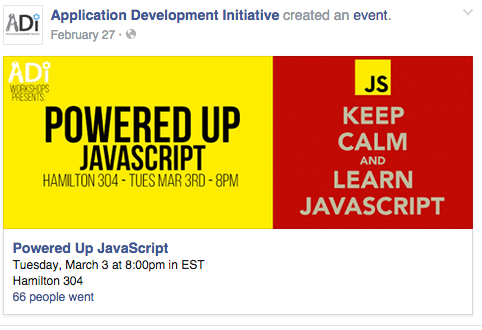 ADi
Application Development Initiative created an event.
February 27 ·
ADi
WORKSHOPS
PRESENTS:
POWERED UP
JAVASCRIPT
HAMILTON 304 - TUES MAR 3RD - 8PM
JS
KEEP
CALM
AND
LEARN
JAVASCRIPT
Powered Up JavaScript
Tuesday, March 3 at 8:00pm in EST
Hamilton 304
66 people went